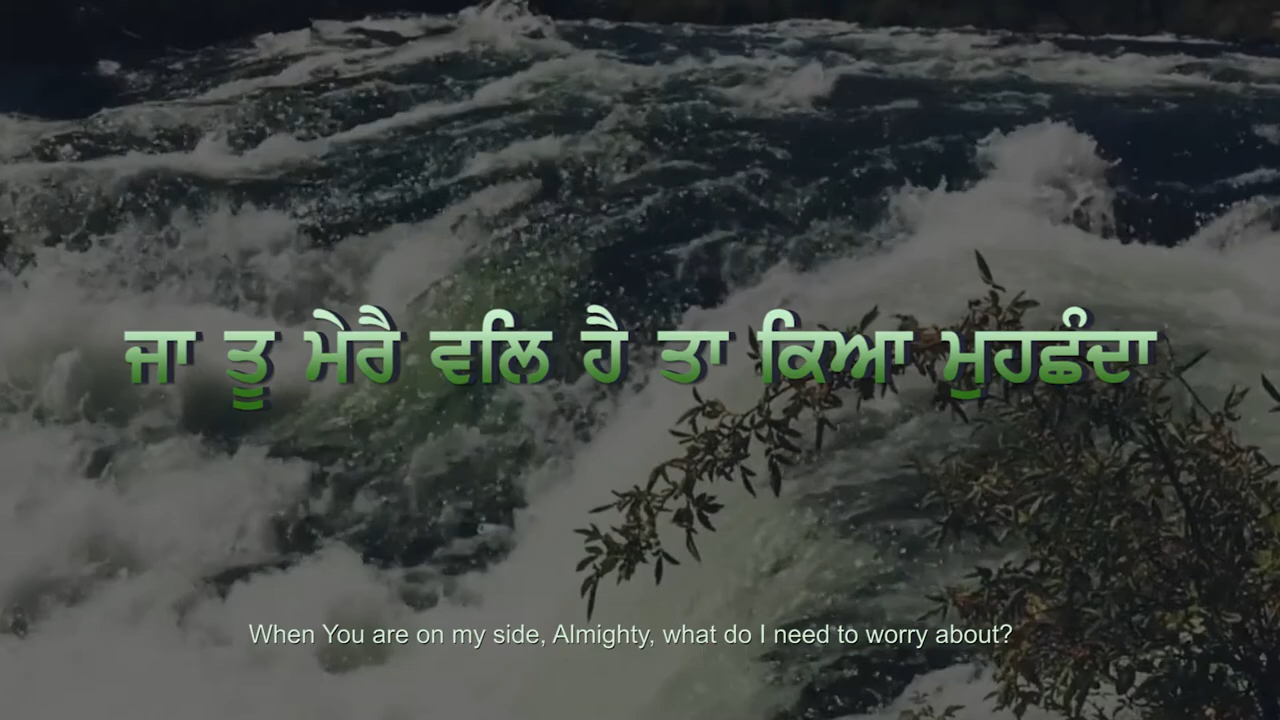 ਜਾ ਤੂ ਮੇਰੈ ਵਲਿ ਹੈ ਤਾ ਕਿਆ ਮੁਹਛੰਦਾ
When You are on my side, Almighty, what do I need to worry about?